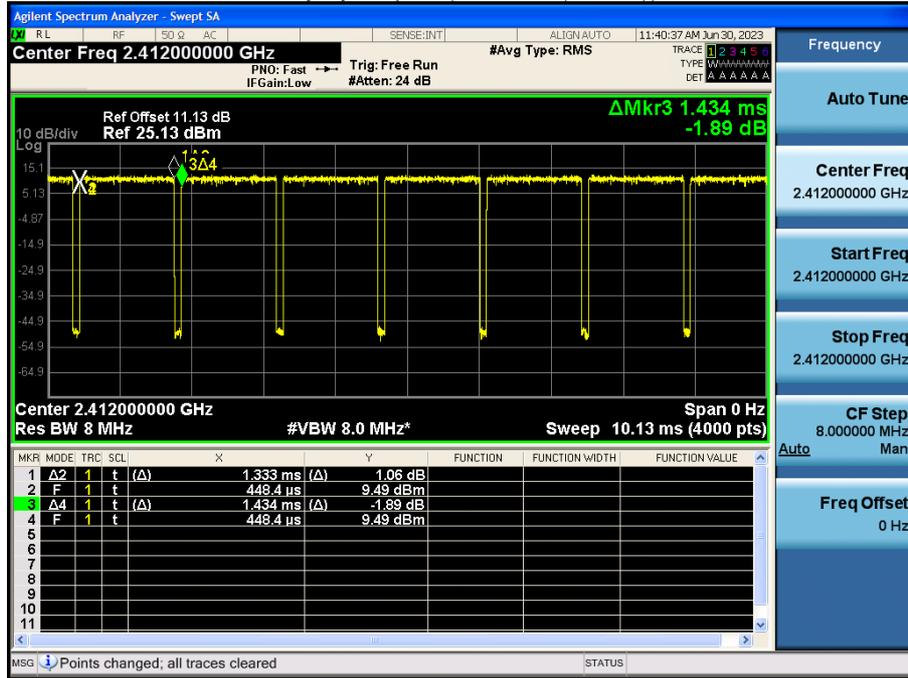 Agilent Spectrum Analyzer - Swept SA
LXI RL RF 50 Ω AC SENSE:INT ALIGN AUTO 11:40:37 AM Jun 30, 2023
Center Freq 2.412000000 GHz
PNO: Fast
IFGain:Low
Trig: Free Run
#Atten: 24 dB
#Avg Type: RMS
TRACE 1 2 3 4 5 6
TYPE WWWWWW
DET A A A A A A
Ref Offset 11.13 dB
10 dB/div Ref 25.13 dBm
Log
ΔMkr3 1.434 ms
-1.89 dB
3Δ4
15.1
5.13
-4.87
-14.9
-24.9
-34.9
-44.9
-54.9
-64.9
Center 2.412000000 GHz Span 0 Hz
Res BW 8 MHz #VBW 8.0 MHz* Sweep 10.13 ms (4000 pts)
MKR MODE TRC SCL X Y FUNCTION FUNCTION WIDTH FUNCTION VALUE
1 Δ2 1 t (Δ) 1.333 ms (Δ) 1.06 dB
2 F 1 t 448.4 µs 9.49 dBm
3 Δ4 1 t (Δ) 1.434 ms (Δ) -1.89 dB
4 F 1 t 448.4 µs 9.49 dBm
5
6
7
8
9
10
11
MSG Points changed; all traces cleared STATUS
Frequency
Auto Tune
Center Freq
2.412000000 GHz
Start Freq
2.412000000 GHz
Stop Freq
2.412000000 GHz
CF Step
8.000000 MHz
Auto Man
Freq Offset
0 Hz